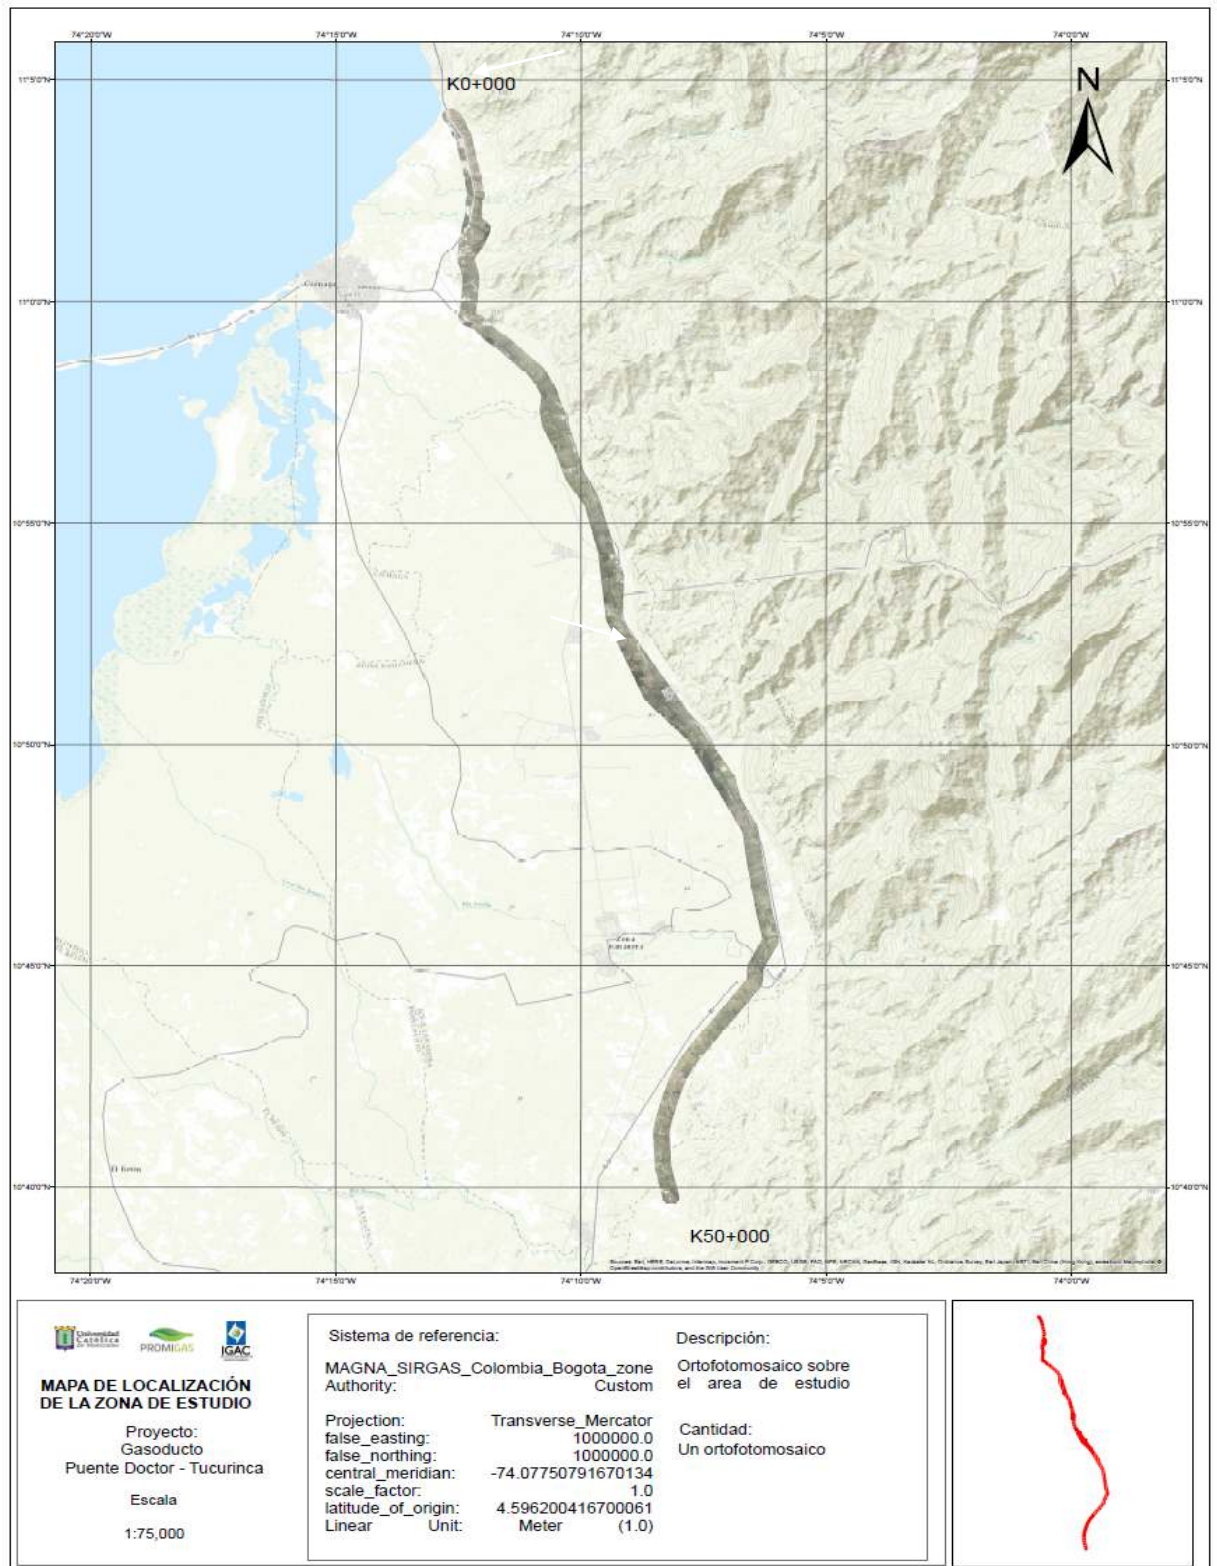 74°20'0"W 74°15'0"W 74°10'0"W 74°5'0"W 74°0'0"W
11°5'0"N 11°5'0"N
K0+000
N
11°0'0"N 11°0'0"N
10°55'0"N 10°55'0"N
10°50'0"N 10°50'0"N
Zona
10°45'0"N 10°45'0"N
El Reten
10°40'0"N 10°40'0"N
K50+000
74°20'0"W 74°15'0"W 74°10'0"W 74°5'0"W 74°0'0"W
Universidad
Católica
PROMIGAS
IGAC
MAPA DE LOCALIZACIÓN
DE LA ZONA DE ESTUDIO
Proyecto:
Gasoducto
Puente Doctor - Tucurinca
Escala
1:75,000
Sistema de referencia:
MAGNA_SIRGAS_Colombia_Bogota_zone
Authority: Custom
Projection: Transverse_Mercator
false_easting: 1000000.0
false_northing: 1000000.0
central_meridian: -74.07750791670134
scale_factor: 1.0
latitude_of_origin: 4.596200416700061
Linear Unit: Meter (1.0)
Descripción:
Ortofotomosaico sobre
el area de estudio
Cantidad:
Un ortofotomosaico